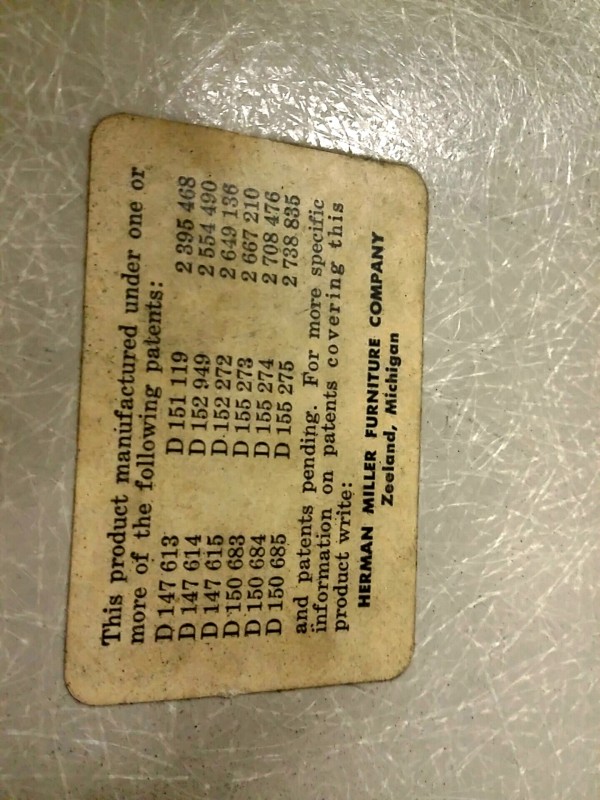 This product manufactured under one or
more of the following patents:
D 147 613 D 151 119 2 395 468
D 147 614 D 152 949 2 554 490
D 147 615 D 152 272 2 649 136
D 150 683 D 155 273 2 667 210
D 150 684 D 155 274 2 708 476
D 150 685 D 155 275 2 738 835
and patents pending. For more specific
information on patents covering this
product write:
HERMAN MILLER FURNITURE COMPANY
Zeeland, Michigan